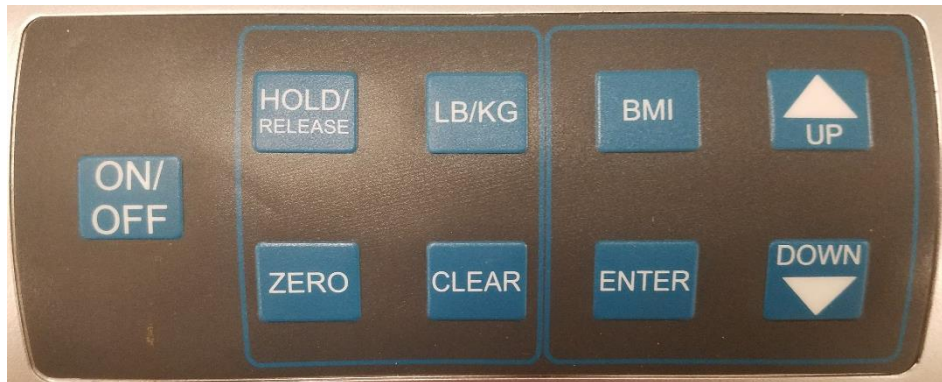 ON/
OFF
HOLD/
RELEASE
LB/KG
ZERO
CLEAR
BMI
UP
ENTER
DOWN